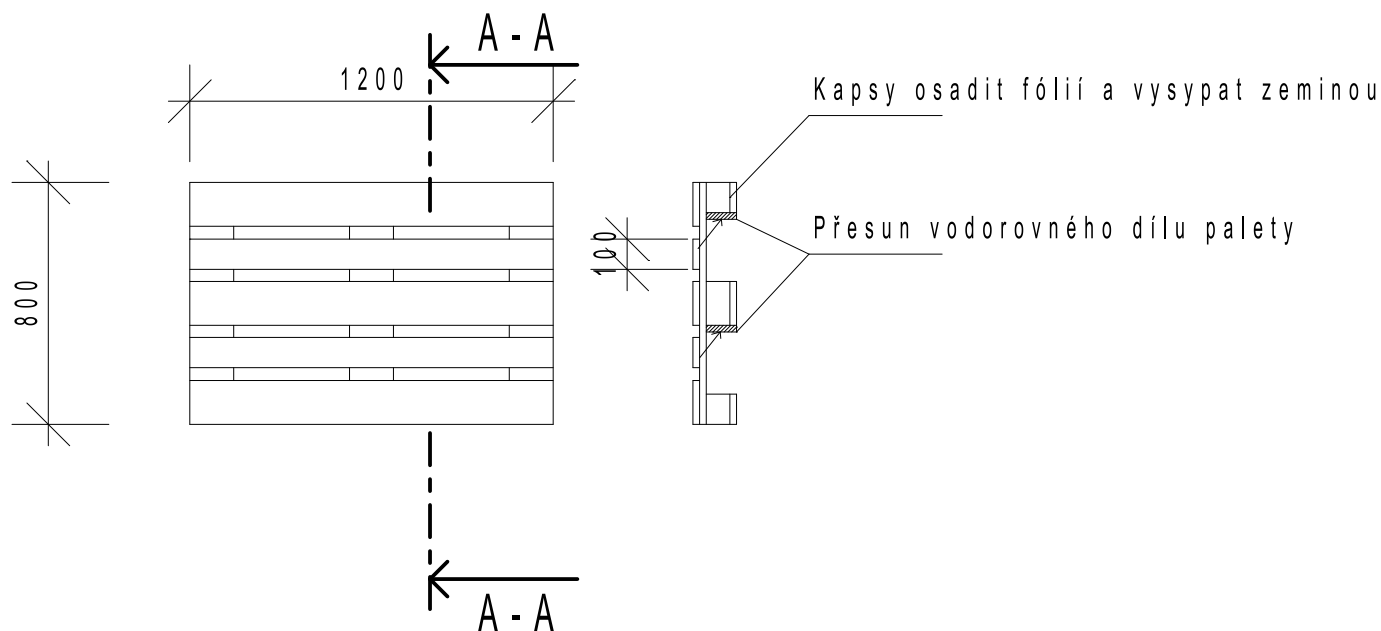 A - A
1200
Kapsy osadit fólií a vysypat zeminou
Přesun vodorovného dílu palety
100
800
A - A